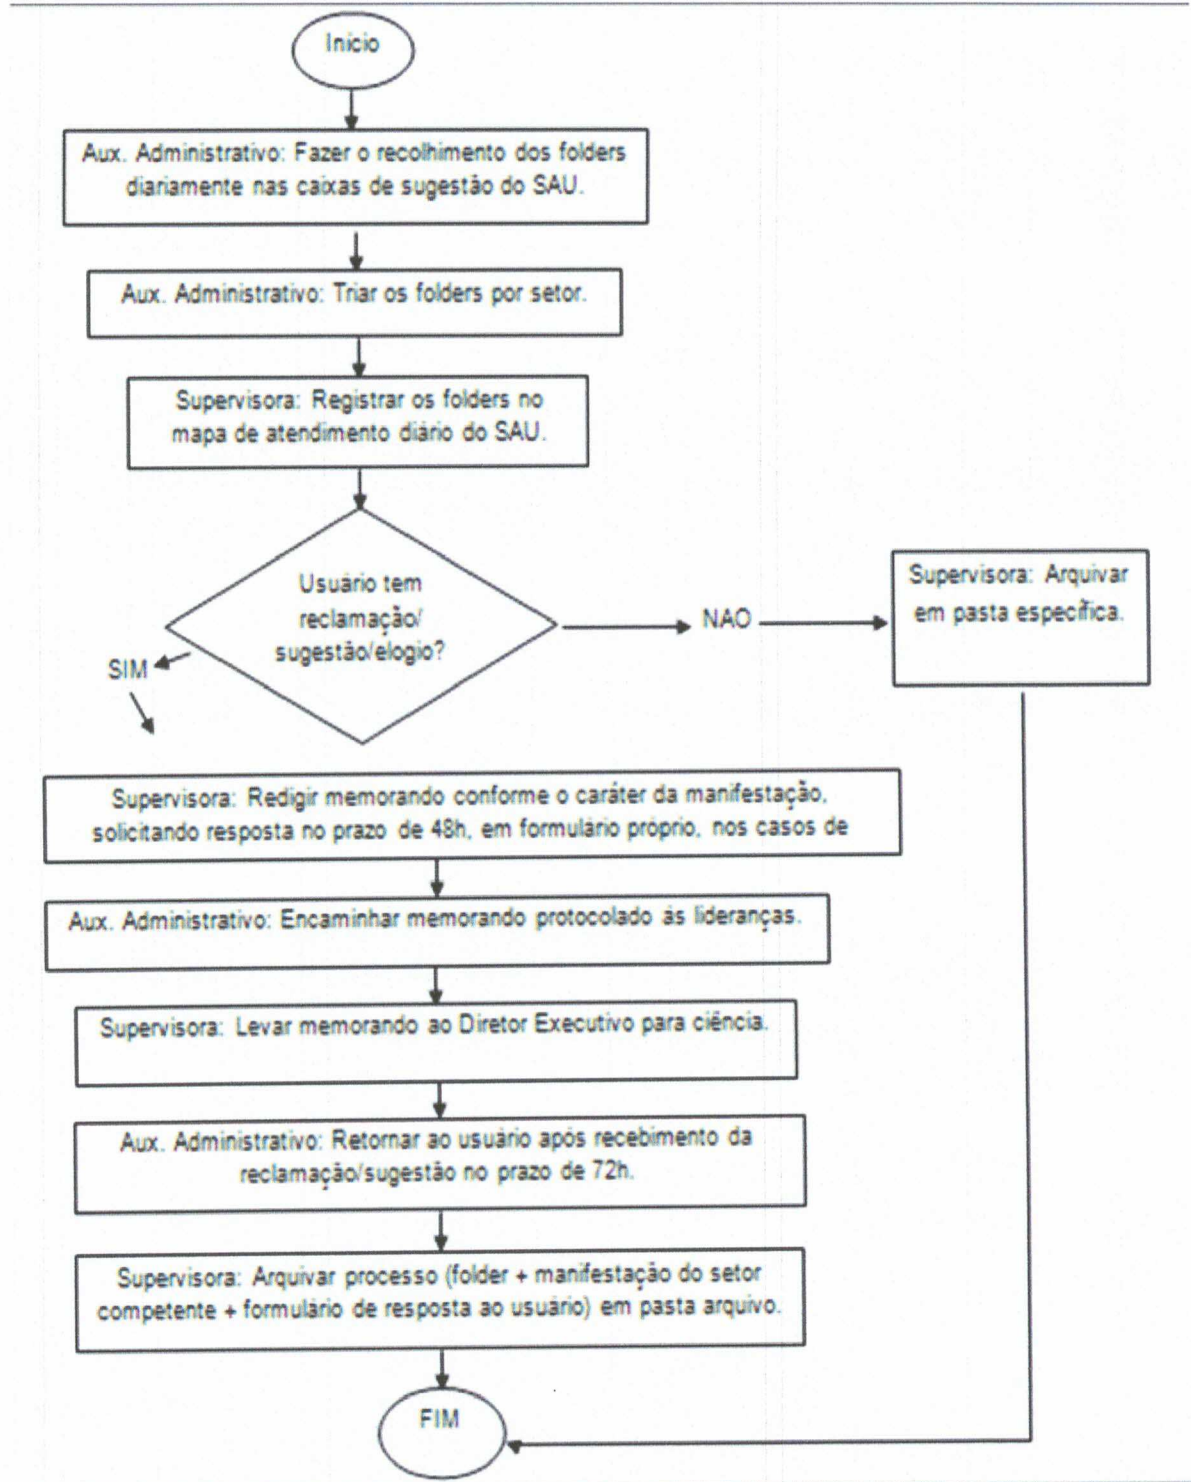 Início
Aux. Administrativo: Fazer o recolhimento dos folders
diariamente nas caixas de sugestão do SAU.
Aux. Administrativo: Triar os folders por setor.
Supervisora: Registrar os folders no
mapa de atendimento diário do SAU.
Usuário tem
reclamação/
sugestão/elogio?
SIM
NAO
Supervisora: Arquivar
em pasta específica.
Supervisora: Redigir memorando conforme o caráter da manifestação,
solicitando resposta no prazo de 48h, em formulário próprio, nos casos de
Aux. Administrativo: Encaminhar memorando protocolado às lideranças.
Supervisora: Levar memorando ao Diretor Executivo para ciência.
Aux. Administrativo: Retornar ao usuário após recebimento da
reclamação/sugestão no prazo de 72h.
Supervisora: Arquivar processo (folder + manifestação do setor
competente + formulário de resposta ao usuário) em pasta arquivo.
FIM